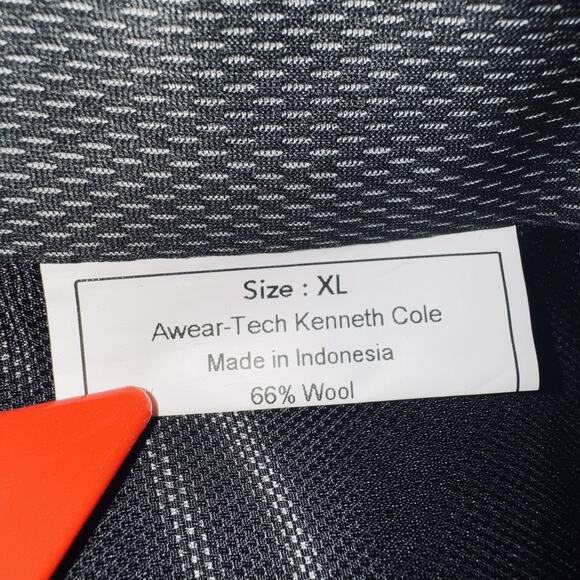 Size : XL
Awear-Tech Kenneth Cole
Made in Indonesia
66% Wool